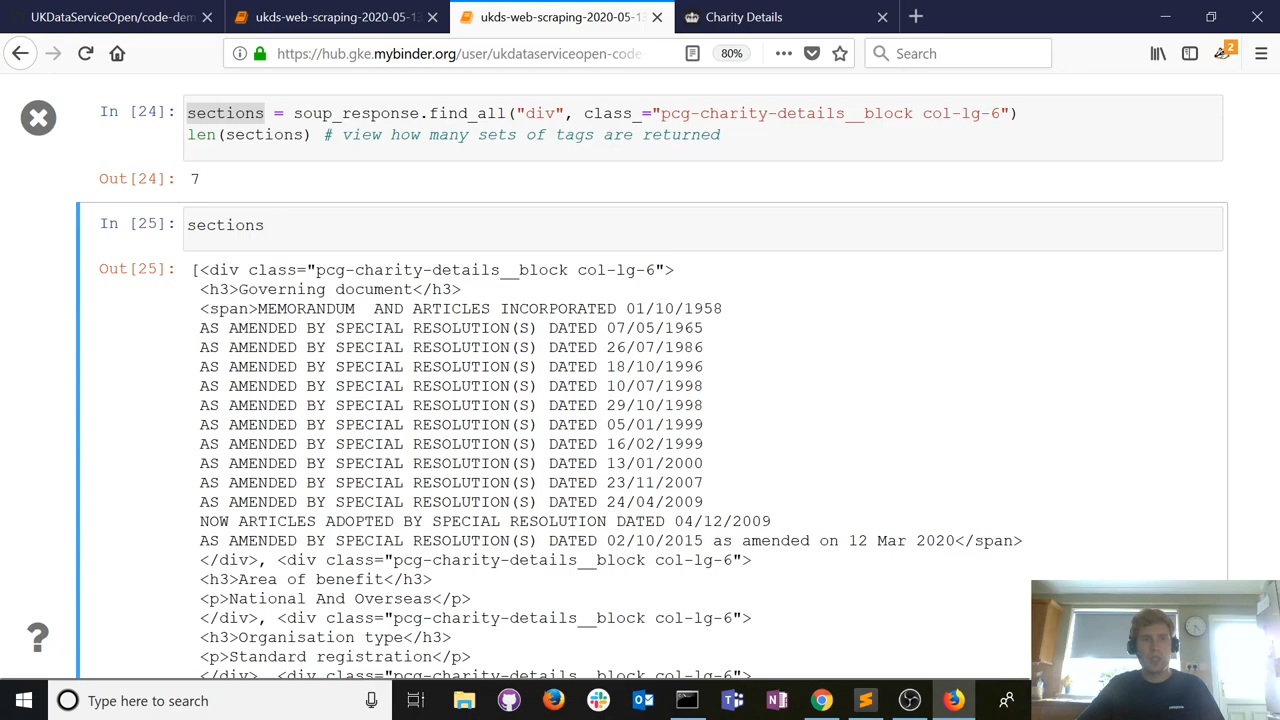 UKDataServiceOpen/code-dem
ukds-web-scraping-2020-05-13
ukds-web-scraping-2020-05-13
Charity Details
https://hub.gke.mybinder.org/user/ukdataserviceopen-code-
80%
Search
2
In [24]: sections = soup_response.find_all("div", class_="pcg-charity-details__block col-lg-6")
len(sections) # view how many sets of tags are returned
Out[24]: 7
In [25]: sections
Out[25]: [<div class="pcg-charity-details__block col-lg-6">
<h3>Governing document</h3>
<span>MEMORANDUM  AND ARTICLES INCORPORATED 01/10/1958
AS AMENDED BY SPECIAL RESOLUTION(S) DATED 07/05/1965
AS AMENDED BY SPECIAL RESOLUTION(S) DATED 26/07/1986
AS AMENDED BY SPECIAL RESOLUTION(S) DATED 18/10/1996
AS AMENDED BY SPECIAL RESOLUTION(S) DATED 10/07/1998
AS AMENDED BY SPECIAL RESOLUTION(S) DATED 29/10/1998
AS AMENDED BY SPECIAL RESOLUTION(S) DATED 05/01/1999
AS AMENDED BY SPECIAL RESOLUTION(S) DATED 16/02/1999
AS AMENDED BY SPECIAL RESOLUTION(S) DATED 13/01/2000
AS AMENDED BY SPECIAL RESOLUTION(S) DATED 23/11/2007
AS AMENDED BY SPECIAL RESOLUTION(S) DATED 24/04/2009
NOW ARTICLES ADOPTED BY SPECIAL RESOLUTION DATED 04/12/2009
AS AMENDED BY SPECIAL RESOLUTION(S) DATED 02/10/2015 as amended on 12 Mar 2020</span>
</div>, <div class="pcg-charity-details__block col-lg-6">
<h3>Area of benefit</h3>
<p>National And Overseas</p>
</div>, <div class="pcg-charity-details__block col-lg-6">
<h3>Organisation type</h3>
<p>Standard registration</p>
</div>, <div class="pcg-charity-details__block col-lg-6">
Type here to search